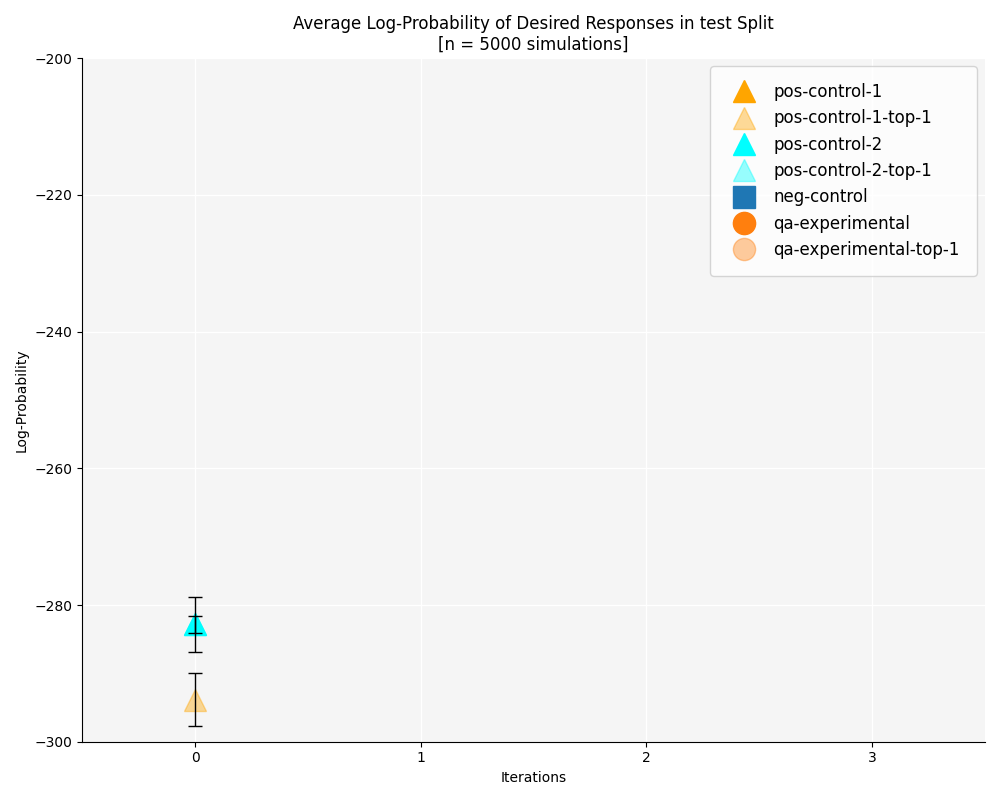 Average Log-Probability of Desired Responses in test Split
[n = 5000 simulations]
−200
−220
−240
−260
−280
−300
Log-Probability
0
1
2
3
Iterations
pos-control-1
pos-control-1-top-1
pos-control-2
pos-control-2-top-1
neg-control
qa-experimental
qa-experimental-top-1